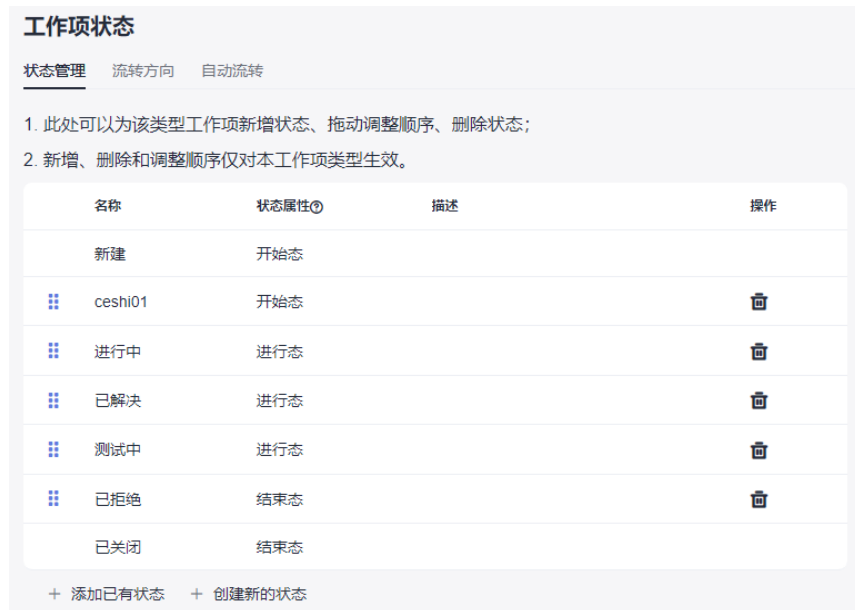 工作项状态
状态管理 流转方向 自动流转
1. 此处可以为该类型工作项新增状态、拖动调整顺序、删除状态；
2. 新增、删除和调整顺序仅对本工作项类型生效。
名称 状态属性? 描述 操作
新建 开始态
ceshi01 开始态
进行中 进行态
已解决 进行态
测试中 进行态
已拒绝 结束态
已关闭 结束态
+ 添加已有状态 + 创建新的状态